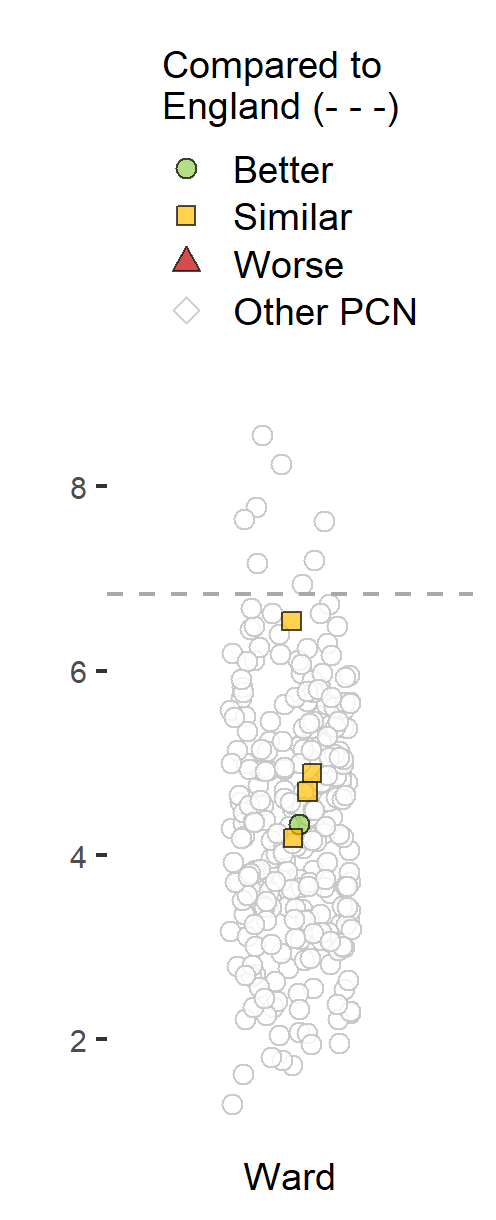 Compared to
England (- - -)
Better
Similar
Worse
Other PCN
8
6
4
2
Ward